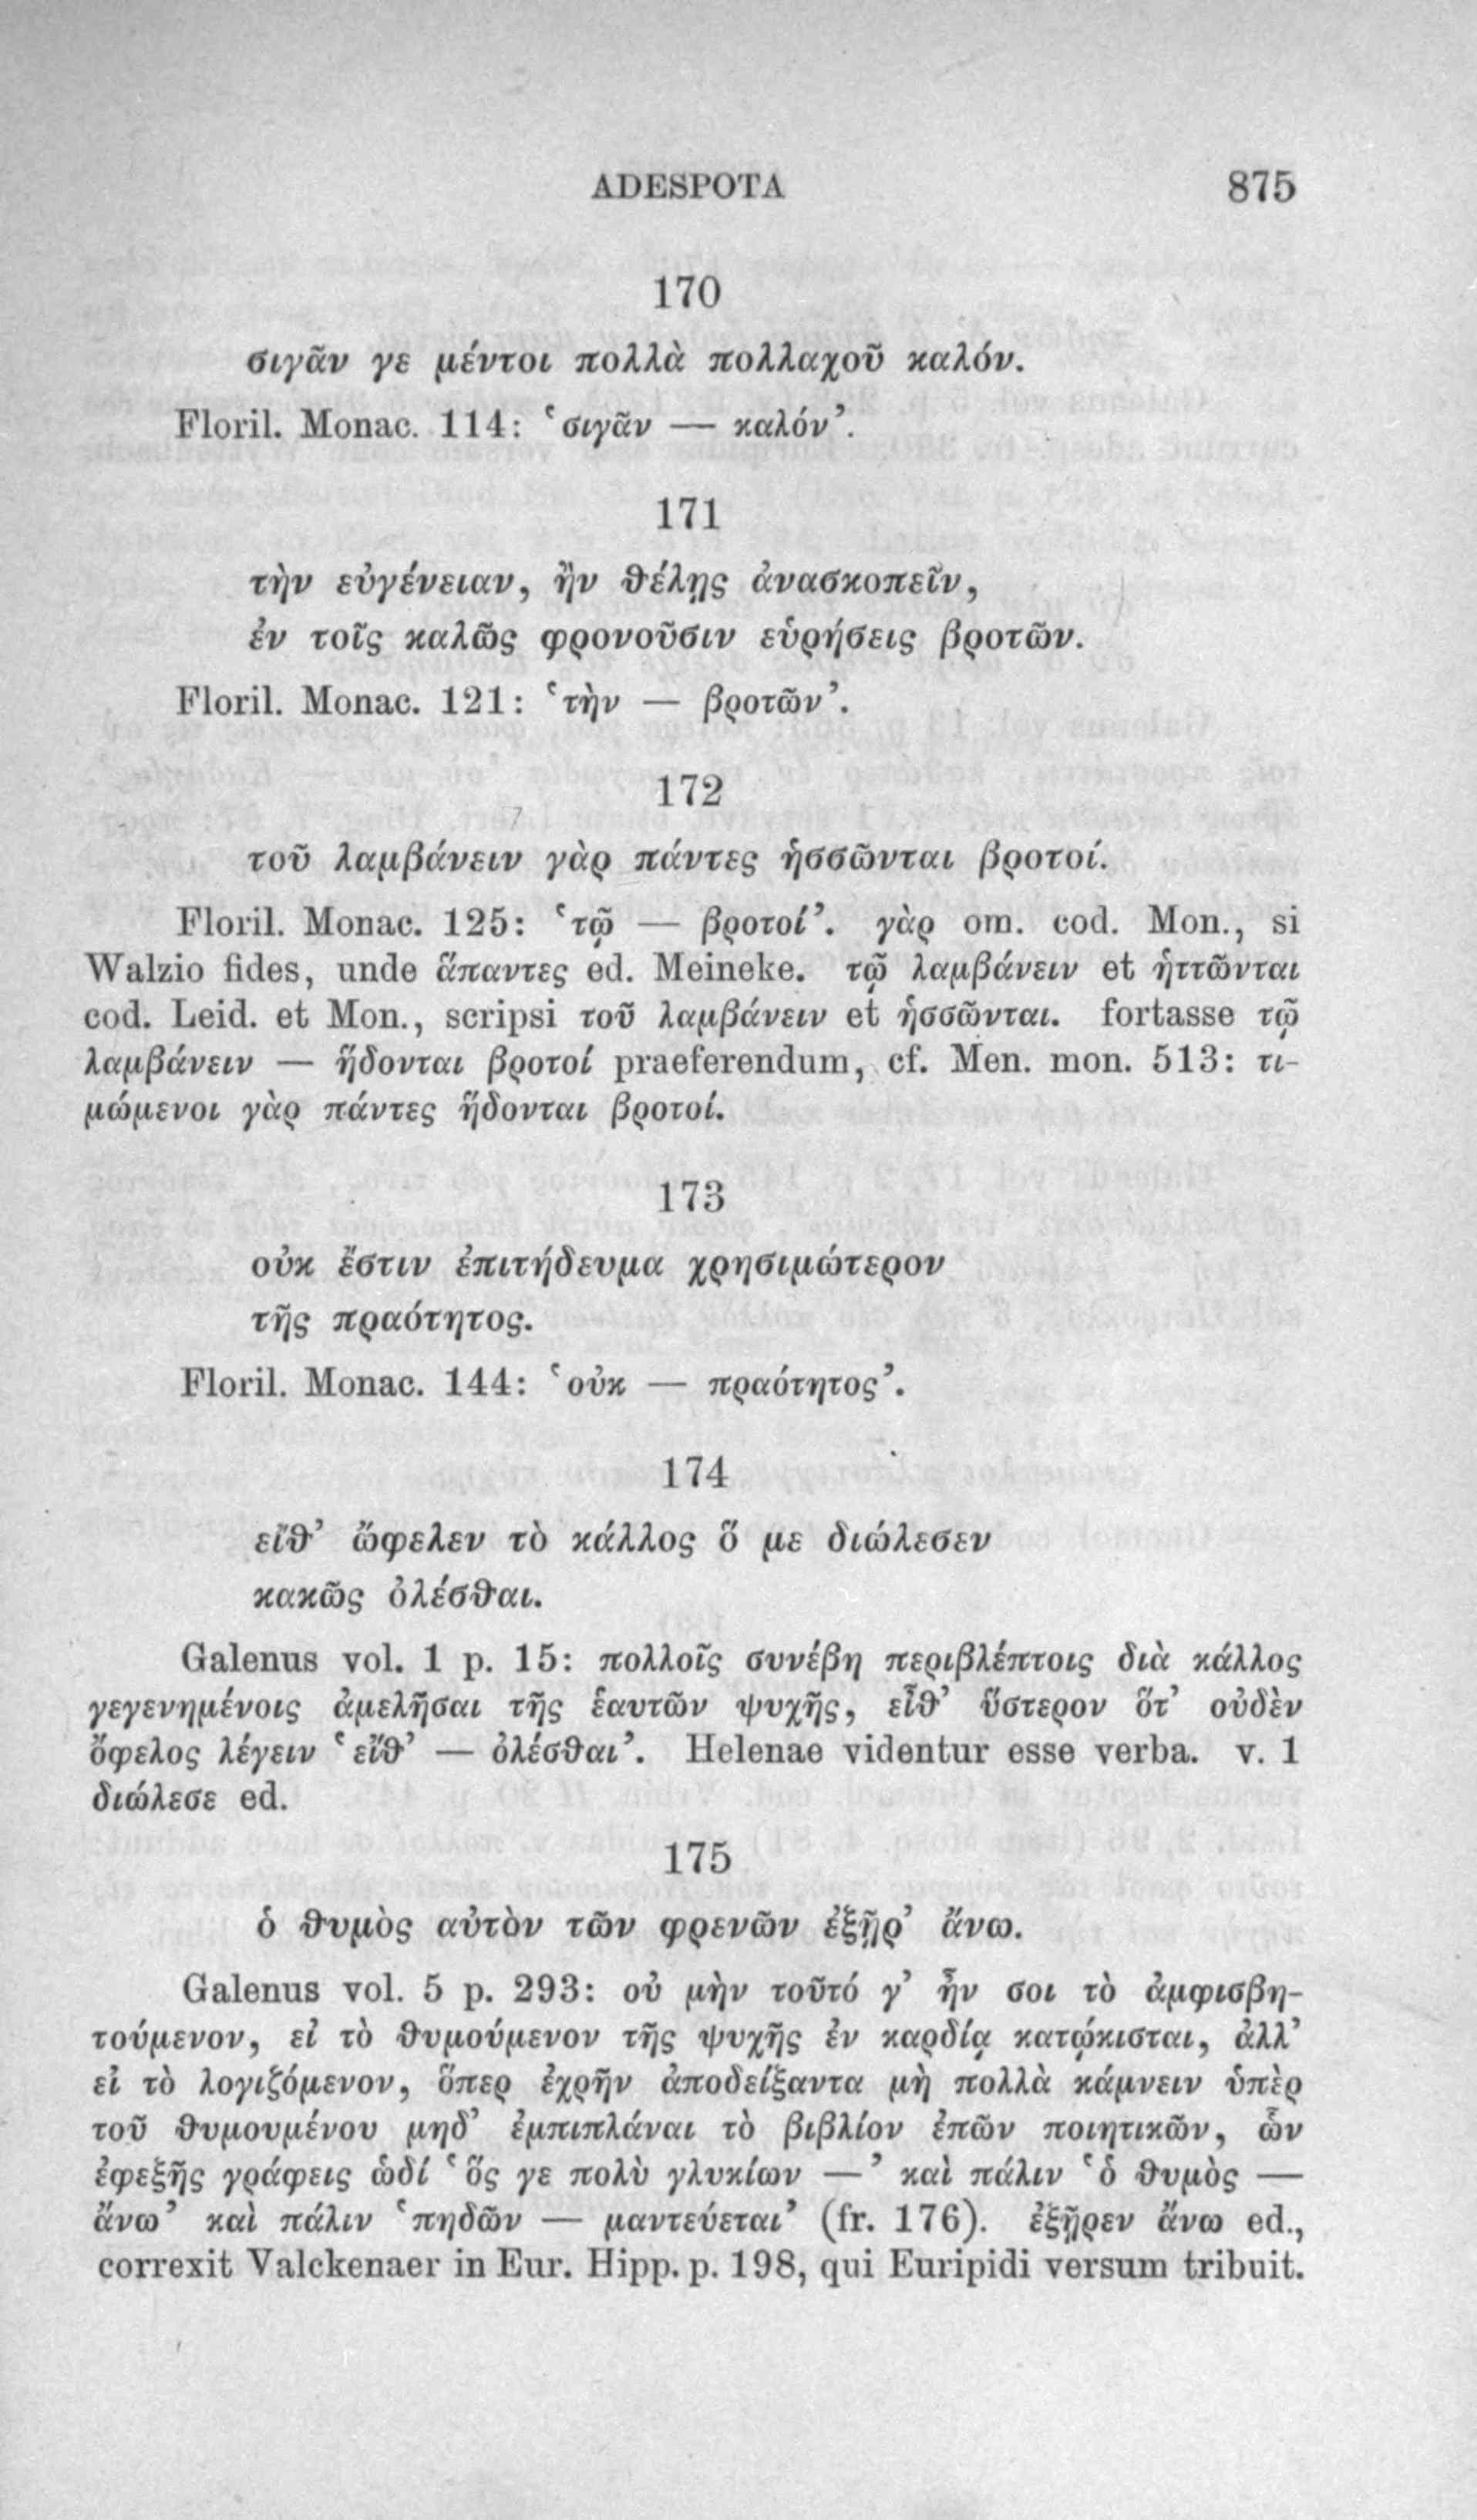 ADESPOTA 875
170
σιγᾶν γε μέντοι πολλὰ πολλαχοῦ καλόν.
Floril. Monac. 114: ‘σιγᾶν — καλόν’.
171
τὴν εὐγένειαν, ἢν θέλῃς ἀνασκοπεῖν,
ἐν τοῖς καλῶς φρονοῦσιν εὑρήσεις βροτῶν.
Floril. Monac. 121: ‘τὴν — βροτῶν’.
172
τοῦ λαμβάνειν γὰρ πάντες ἡσσῶνται βροτοί.
Floril. Monac. 125: ‘τῷ — βροτοί’. γὰρ om. cod. Mon., si
Walzio fides, unde ἅπαντες ed. Meineke. τῷ λαμβάνειν et ἡττῶνται
cod. Leid. et Mon., scripsi τοῦ λαμβάνειν et ἡσσῶνται. fortasse τῷ
λαμβάνειν — ἥδονται βροτοί praeferendum, cf. Men. mon. 513: τι-
μώμενοι γὰρ πάντες ἥδονται βροτοί.
173
οὐκ ἔστιν ἐπιτήδευμα χρησιμώτερον
τῆς πραότητος.
Floril. Monac. 144: ‘οὐκ — πραότητος’.
174
εἴθ’ ὤφελεν τὸ κάλλος ὅ με διώλεσεν
κακῶς ὀλέσθαι.
Galenus vol. 1 p. 15: πολλοῖς συνέβη περιβλέπτοις διὰ κάλλος
γεγενημένοις ἀμελῆσαι τῆς ἑαυτῶν ψυχῆς, εἶθ’ ὕστερον ὅτ’ οὐδὲν
ὄφελος λέγειν ‘εἴθ’ — ὀλέσθαι’. Helenae videntur esse verba. v. 1
διώλεσε ed.
175
ὁ θυμὸς αὐτὸν τῶν φρενῶν ἐξῇρ’ ἄνω.
Galenus vol. 5 p. 293: οὐ μὴν τοῦτό γ’ ἦν σοι τὸ ἀμφισβη-
τούμενον, εἰ τὸ θυμούμενον τῆς ψυχῆς ἐν καρδίᾳ κατῴκισται, ἀλλ’
εἰ τὸ λογιζόμενον, ὅπερ ἐχρῆν ἀποδείξαντα μὴ πολλὰ κάμνειν ὑπὲρ
τοῦ θυμουμένου μηδ’ ἐμπιπλάναι τὸ βιβλίον ἐπῶν ποιητικῶν, ὧν
ἐφεξῆς γράφεις ὡδί ‘ὅς γε πολὺ γλυκίων —’ καὶ πάλιν ‘ὁ θυμὸς —
ἄνω’ καὶ πάλιν ‘πηδῶν — μαντεύεται’ (fr. 176). ἐξῇρεν ἄνω ed.,
correxit Valckenaer in Eur. Hipp. p. 198, qui Euripidi versum tribuit.